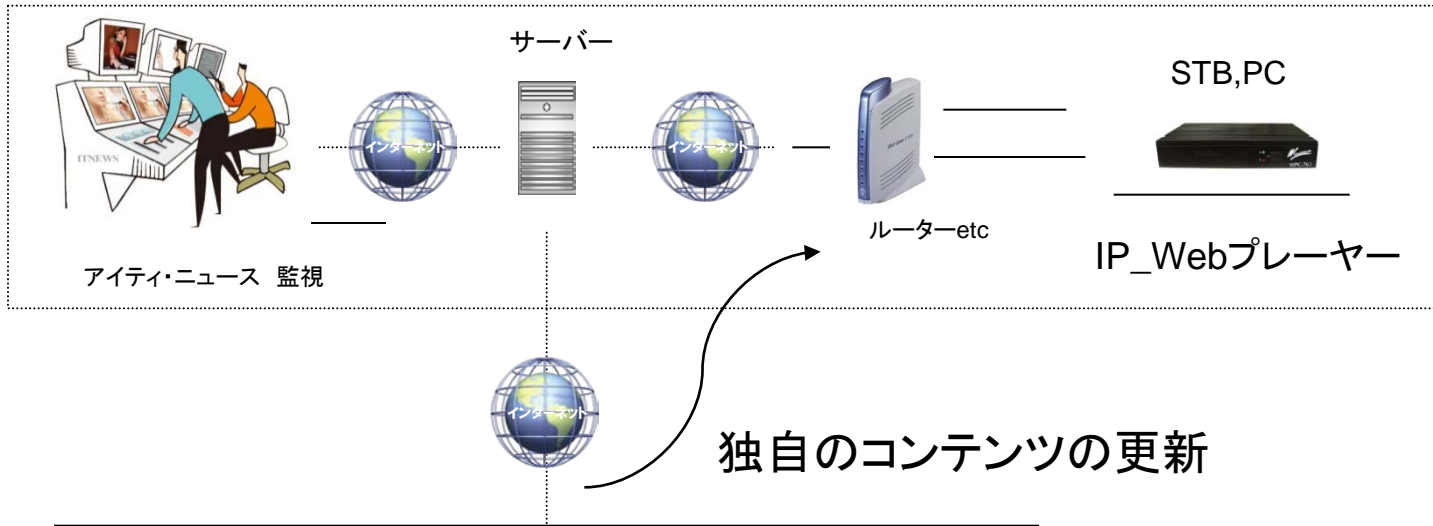 サーバー
STB,PC
インターネット
インターネット
ITNEWS
WPC-763
ルーターetc
IP_Webプレーヤー
アイティ・ニュース 監視
インターネット
独自のコンテンツの更新